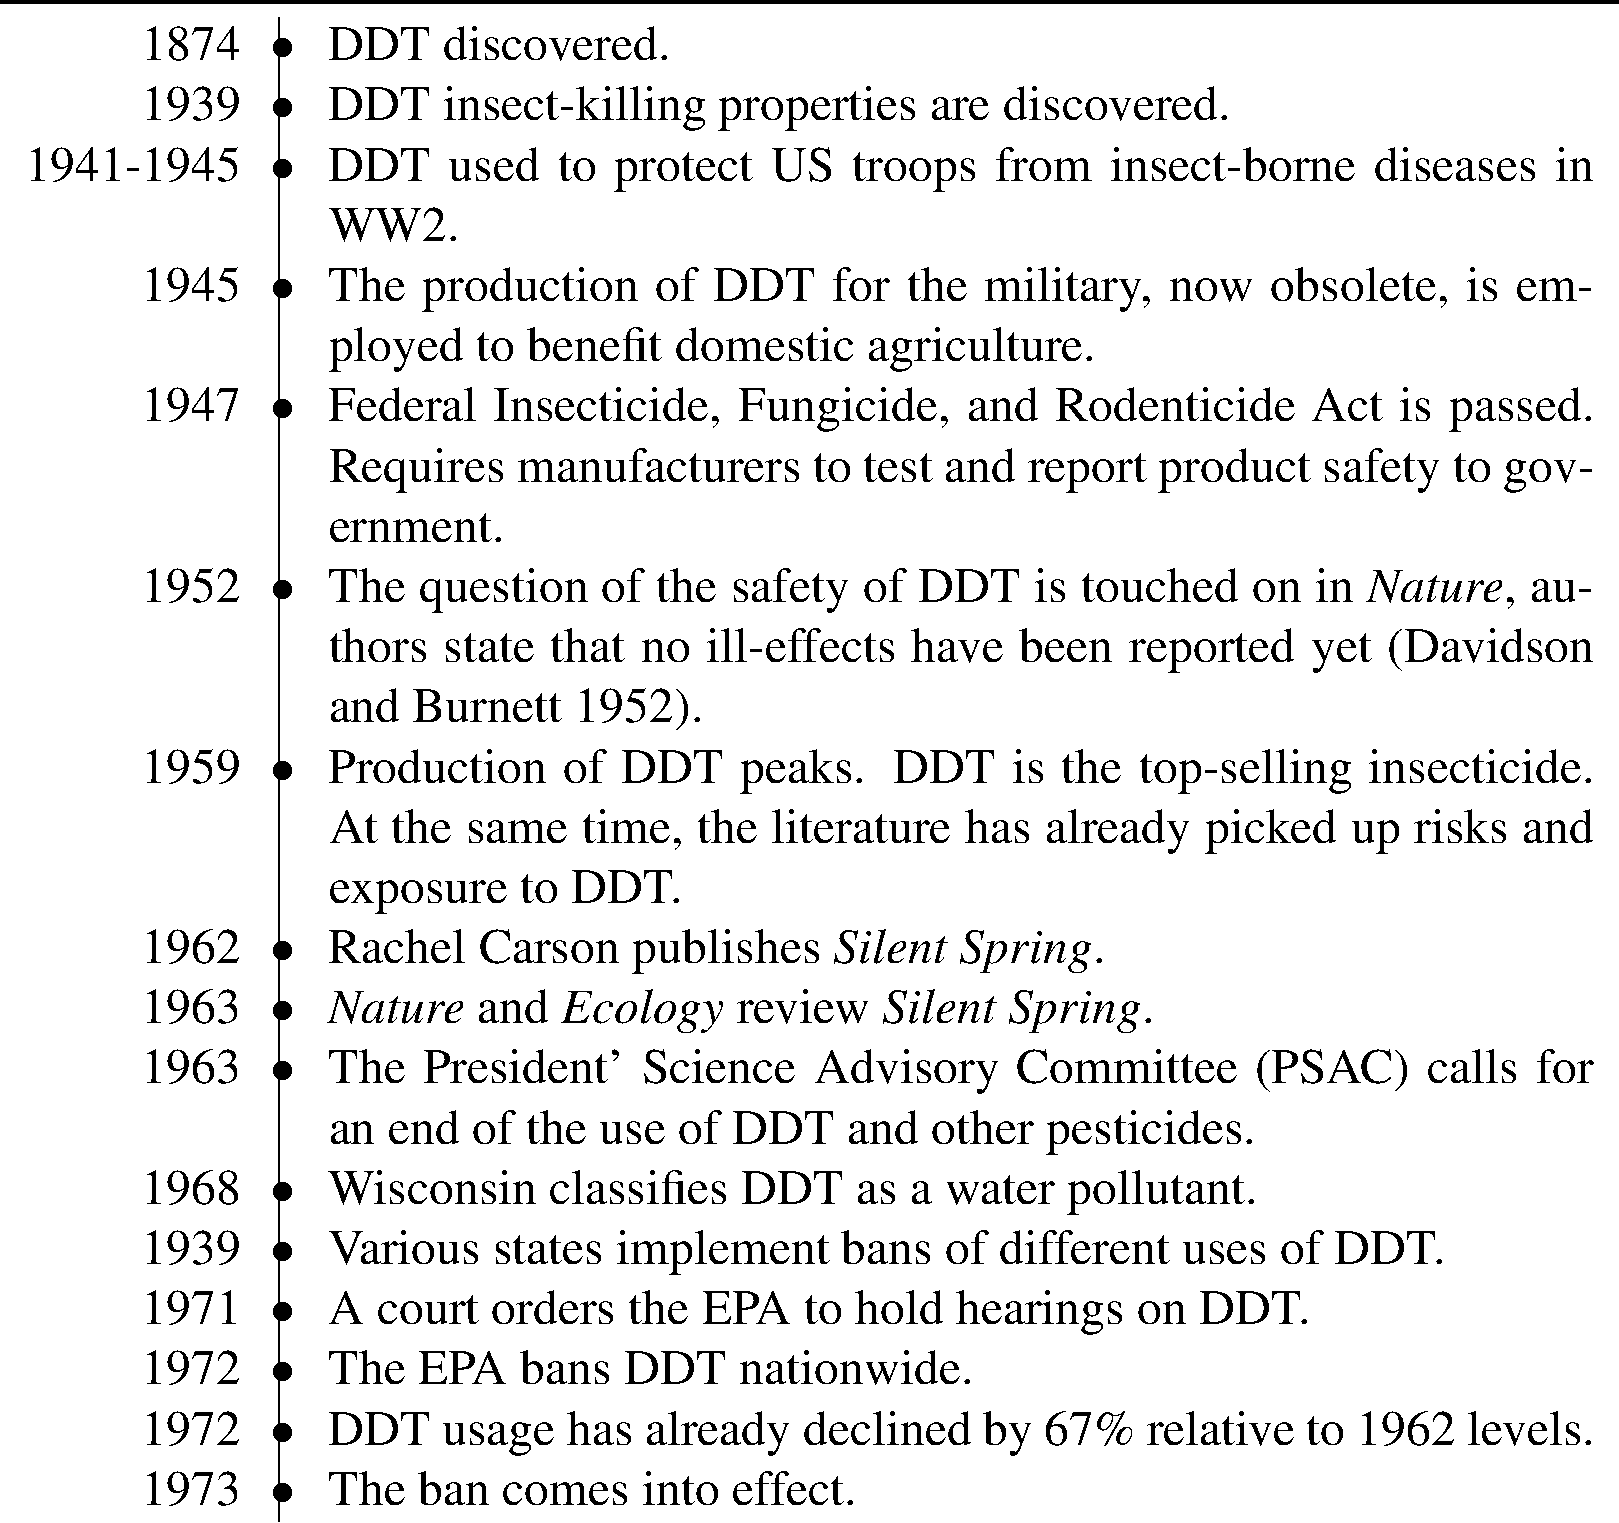 1874 DDT discovered.
1939 DDT insect-killing properties are discovered.
1941-1945 DDT used to protect US troops from insect-borne diseases in
WW2.
1945 The production of DDT for the military, now obsolete, is em-
ployed to benefit domestic agriculture.
1947 Federal Insecticide, Fungicide, and Rodenticide Act is passed.
Requires manufacturers to test and report product safety to gov-
ernment.
1952 The question of the safety of DDT is touched on in Nature, au-
thors state that no ill-effects have been reported yet (Davidson
and Burnett 1952).
1959 Production of DDT peaks. DDT is the top-selling insecticide.
At the same time, the literature has already picked up risks and
exposure to DDT.
1962 Rachel Carson publishes Silent Spring.
1963 Nature and Ecology review Silent Spring.
1963 The President’ Science Advisory Committee (PSAC) calls for
an end of the use of DDT and other pesticides.
1968 Wisconsin classifies DDT as a water pollutant.
1939 Various states implement bans of different uses of DDT.
1971 A court orders the EPA to hold hearings on DDT.
1972 The EPA bans DDT nationwide.
1972 DDT usage has already declined by 67% relative to 1962 levels.
1973 The ban comes into effect.